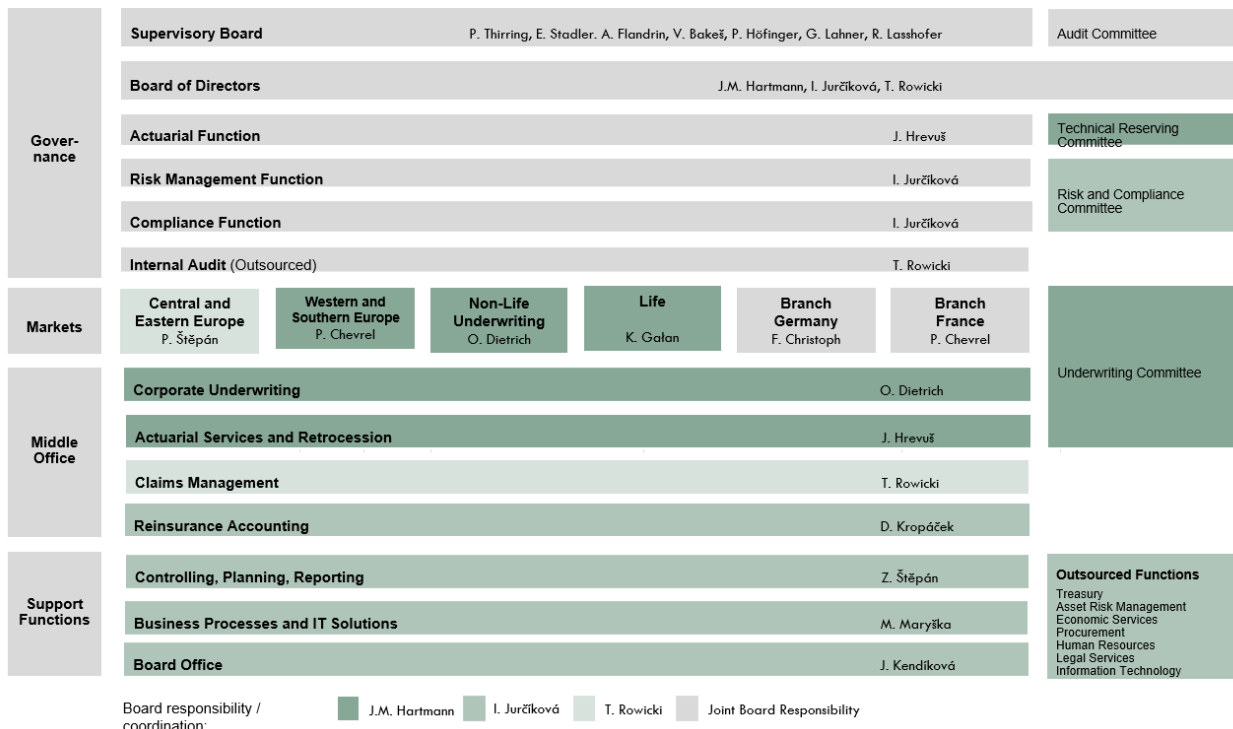 Supervisory Board P. Thirring, E. Stadler. A. Flandrin, V. Bakeš, P. Höfinger, G. Lahner, R. Lasshofer Audit Committee
Board of Directors J.M. Hartmann, I. Jurčíková, T. Rowicki
Gover-
nance
Actuarial Function J. Hrevuš
Technical Reserving
Committee
Risk Management Function I. Jurčíková
Risk and Compliance
Committee
Compliance Function I. Jurčíková
Internal Audit (Outsourced) T. Rowicki
Markets
Central and
Eastern Europe
P. Štěpán
Western and
Southern Europe
P. Chevrel
Non-Life
Underwriting
O. Dietrich
Life
K. Gałan
Branch
Germany
F. Christoph
Branch
France
P. Chevrel
Underwriting Committee
Middle
Office
Corporate Underwriting O. Dietrich
Actuarial Services and Retrocession J. Hrevuš
Claims Management T. Rowicki
Reinsurance Accounting D. Kropáček
Support
Functions
Controlling, Planning, Reporting Z. Štěpán
Business Processes and IT Solutions M. Maryška
Board Office J. Kendíková
Outsourced Functions
Treasury
Asset Risk Management
Economic Services
Procurement
Human Resources
Legal Services
Information Technology
Board responsibility /
coordination:
J.M. Hartmann I. Jurčíková T. Rowicki Joint Board Responsibility